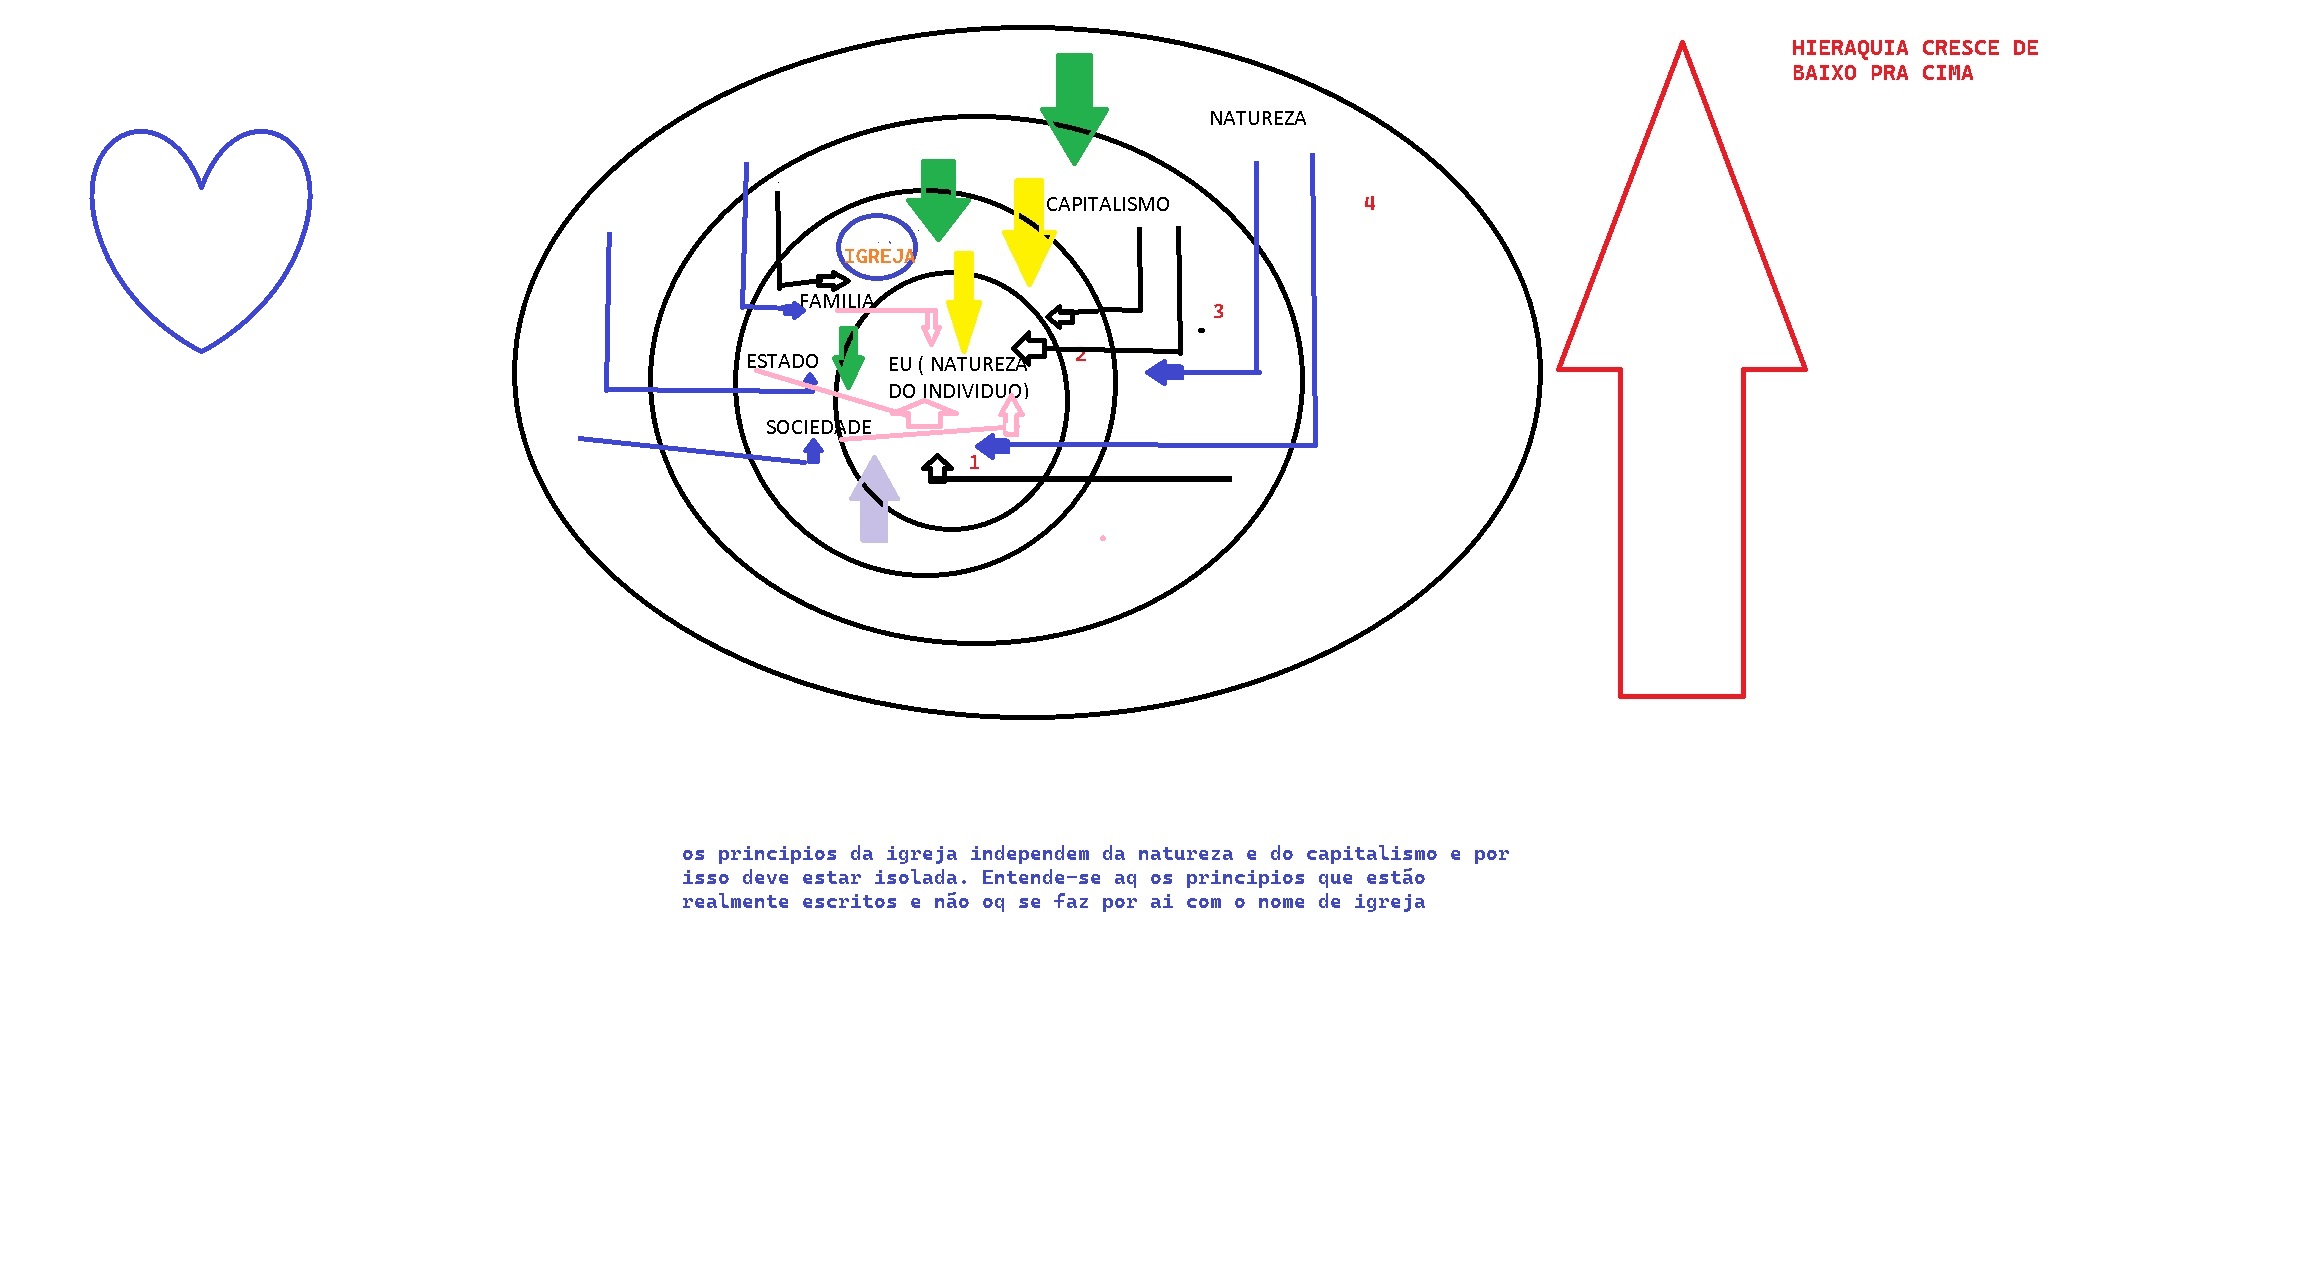 HIERAQUIA CRESCE DE
BAIXO PRA CIMA
NATUREZA
4
CAPITALISMO
IGREJA
FAMILIA
3
ESTADO
2
EU ( NATUREZA
DO INDIVIDUO)
SOCIEDADE
1
os principios da igreja independem da natureza e do capitalismo e por
isso deve estar isolada. Entende-se aq os principios que estão
realmente escritos e não oq se faz por ai com o nome de igreja